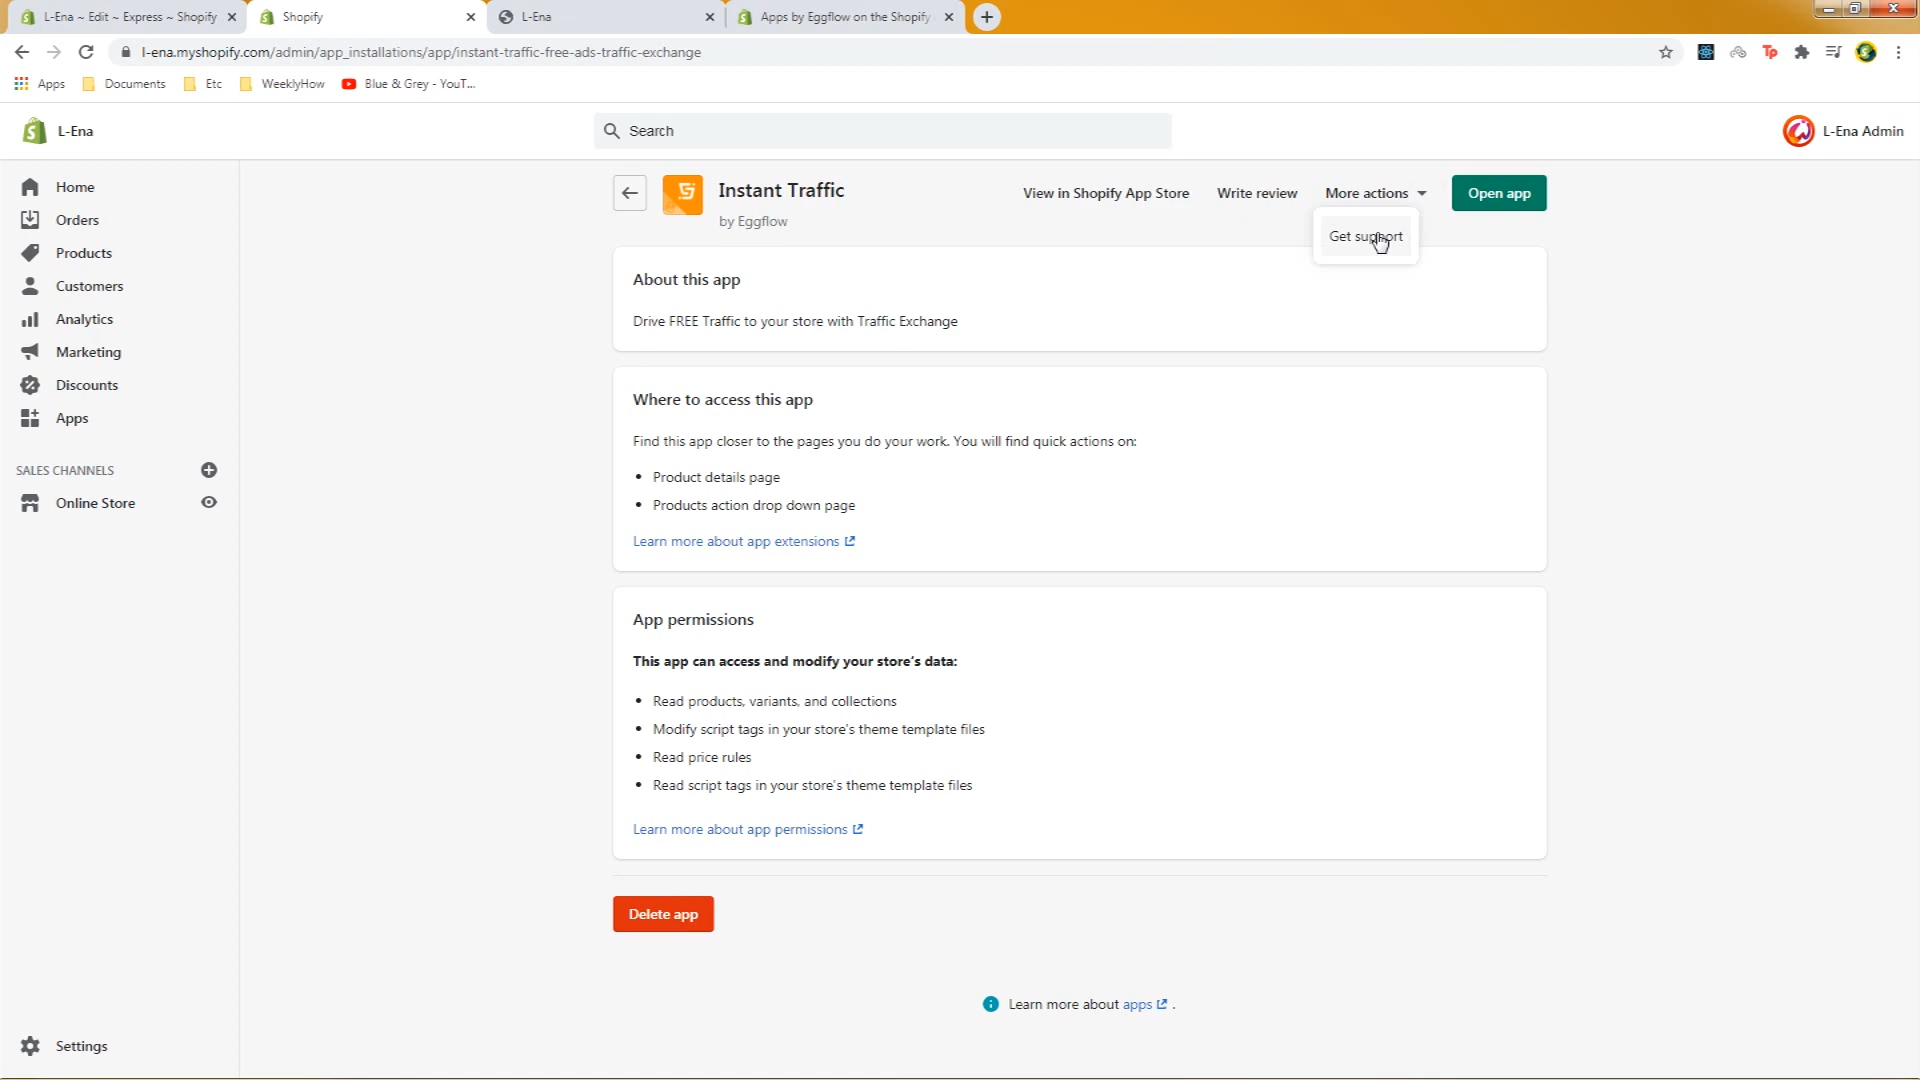 L-Ena ~ Edit ~ Express ~ Shopify
Shopify
L-Ena
Apps by Eggflow on the Shopify
l-ena.myshopify.com/admin/app_installations/app/instant-traffic-free-ads-traffic-exchange
Apps
Documents
Etc
WeeklyHow
Blue & Grey - YouT...
L-Ena
Search
L-Ena Admin
Home
Orders
Products
Customers
Analytics
Marketing
Discounts
Apps
SALES CHANNELS
Online Store
Settings
Instant Traffic
by Eggflow
View in Shopify App Store
Write review
More actions
Open app
Get support
About this app
Drive FREE Traffic to your store with Traffic Exchange
Where to access this app
Find this app closer to the pages you do your work. You will find quick actions on:
• Product details page
• Products action drop down page
Learn more about app extensions
App permissions
This app can access and modify your store's data:
• Read products, variants, and collections
• Modify script tags in your store's theme template files
• Read price rules
• Read script tags in your store's theme template files
Learn more about app permissions
Delete app
Learn more about apps .